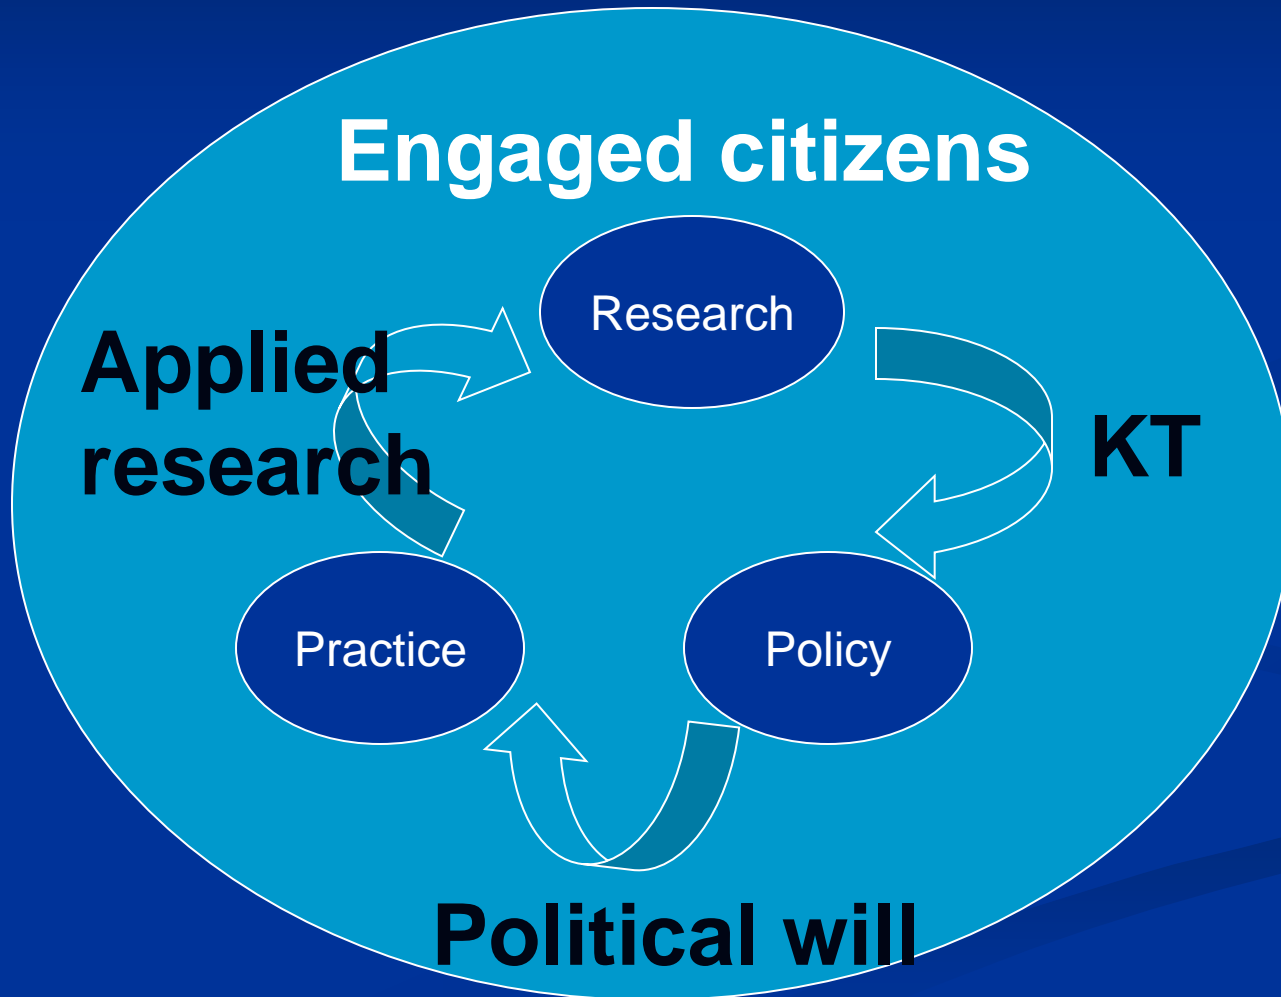 Engaged citizens
Research
Applied
research
KT
Practice
Policy
Political will